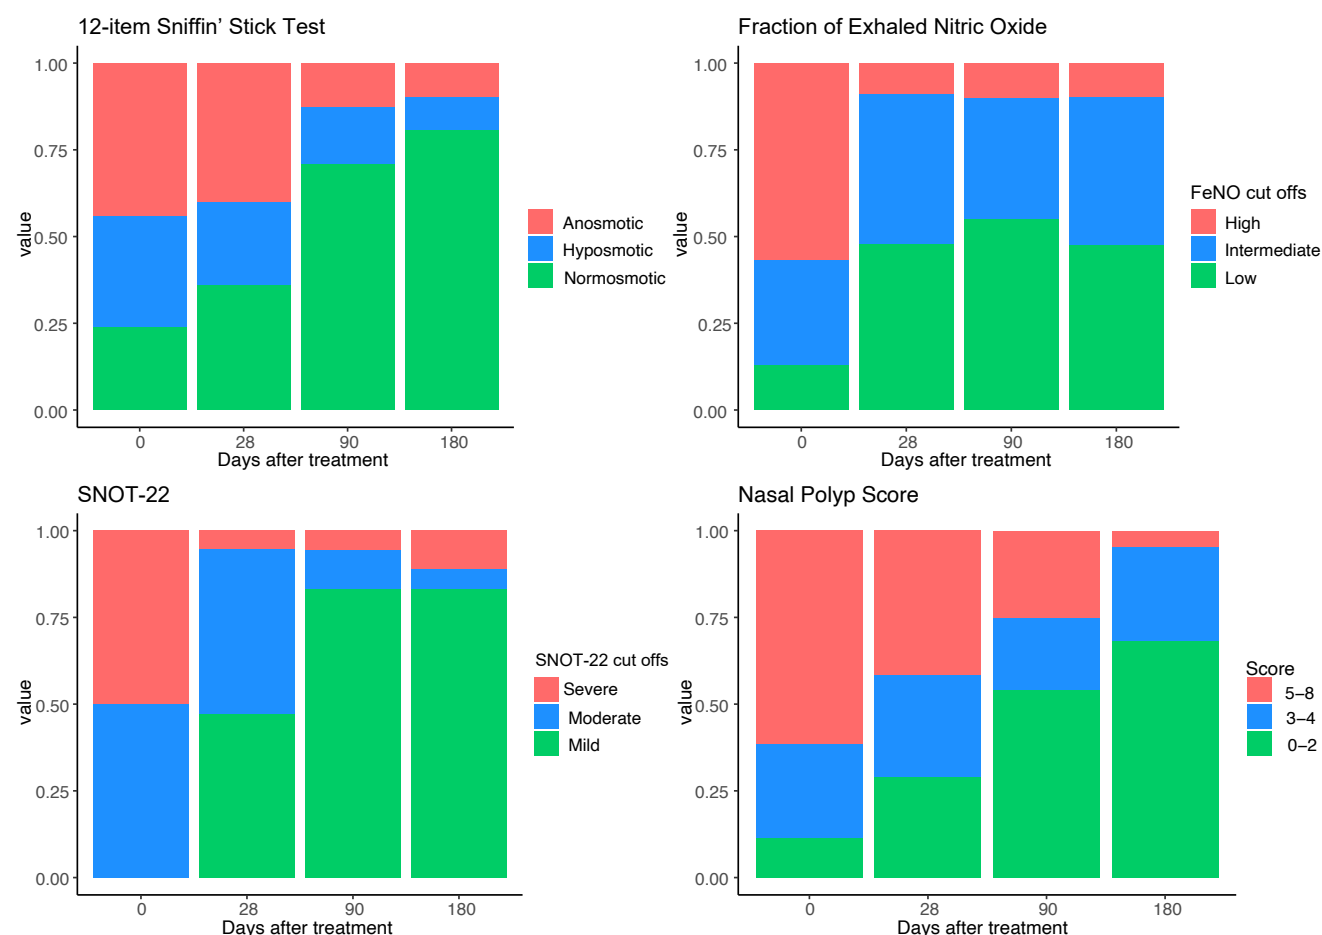 12-item Sniffin’ Stick Test
1.00
0.75
0.50
0.25
0.00
value
0
28
90
180
Days after treatment
Anosmotic
Hyposmotic
Normosmotic
Fraction of Exhaled Nitric Oxide
1.00
0.75
0.50
0.25
0.00
value
0
28
90
180
Days after treatment
FeNO cut offs
High
Intermediate
Low
SNOT-22
1.00
0.75
0.50
0.25
0.00
value
0
28
90
180
Days after treatment
SNOT-22 cut offs
Severe
Moderate
Mild
Nasal Polyp Score
1.00
0.75
0.50
0.25
0.00
value
0
28
90
180
Days after treatment
Score
5–8
3–4
0–2